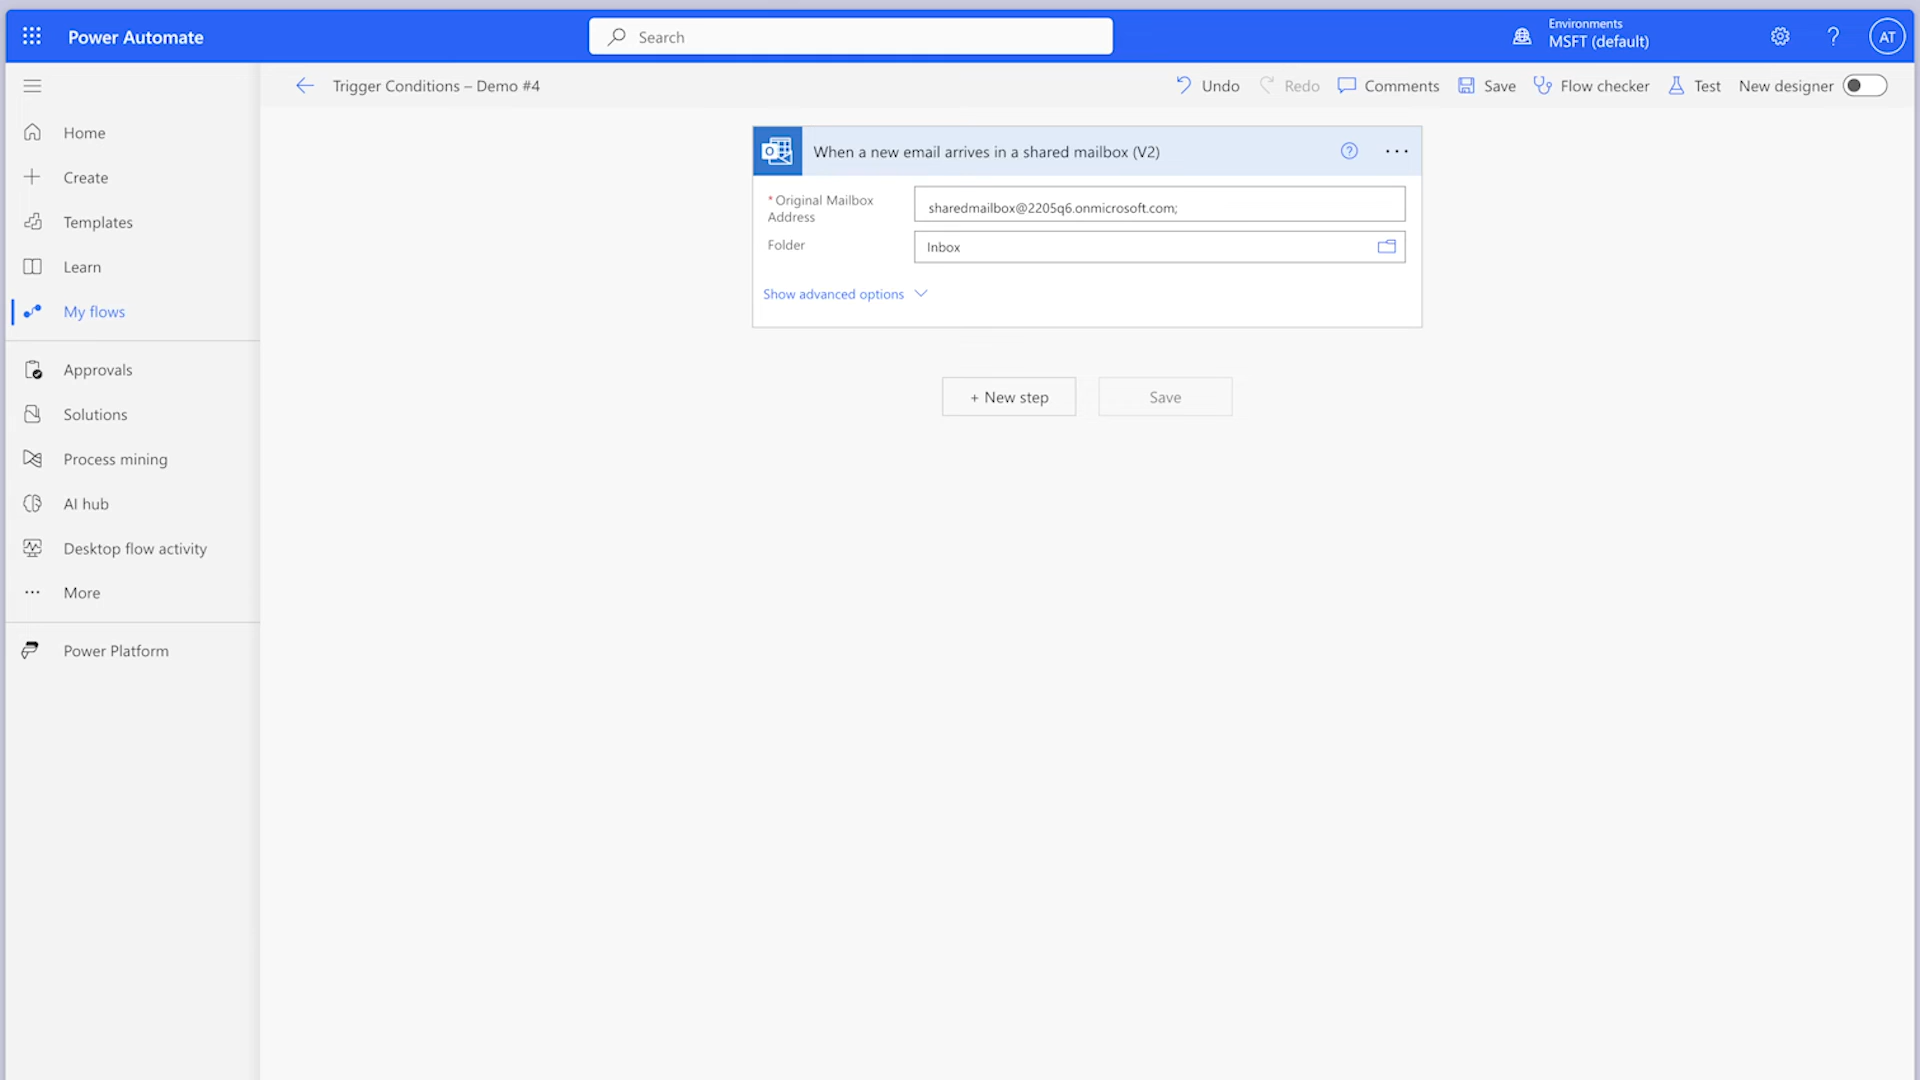 Power Automate
Search
Environments
MSFT (default)
?
AT
Trigger Conditions – Demo #4
Undo
Redo
Comments
Save
Flow checker
Test
New designer
Home
Create
Templates
Learn
My flows
Approvals
Solutions
Process mining
AI hub
Desktop flow activity
More
Power Platform
When a new email arrives in a shared mailbox (V2)
?
* Original Mailbox
Address
sharedmailbox@2205q6.onmicrosoft.com;
Folder
Inbox
Show advanced options
+ New step
Save